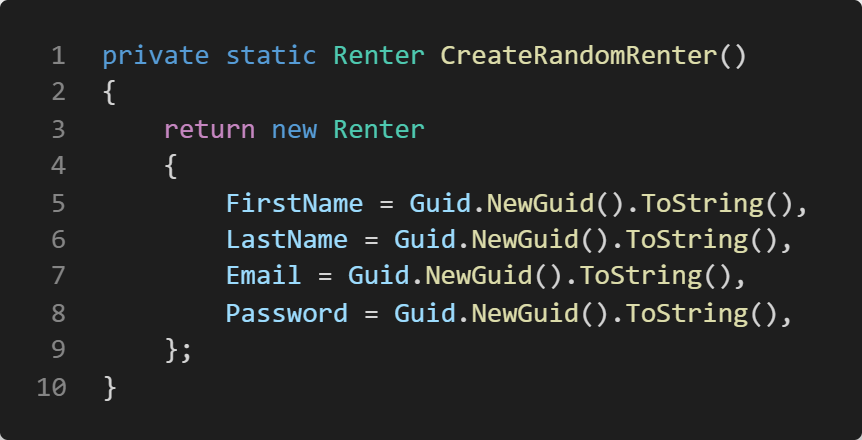 1 private static Renter CreateRandomRenter()
2 {
3     return new Renter
4     {
5         FirstName = Guid.NewGuid().ToString(),
6         LastName = Guid.NewGuid().ToString(),
7         Email = Guid.NewGuid().ToString(),
8         Password = Guid.NewGuid().ToString(),
9     };
10 }